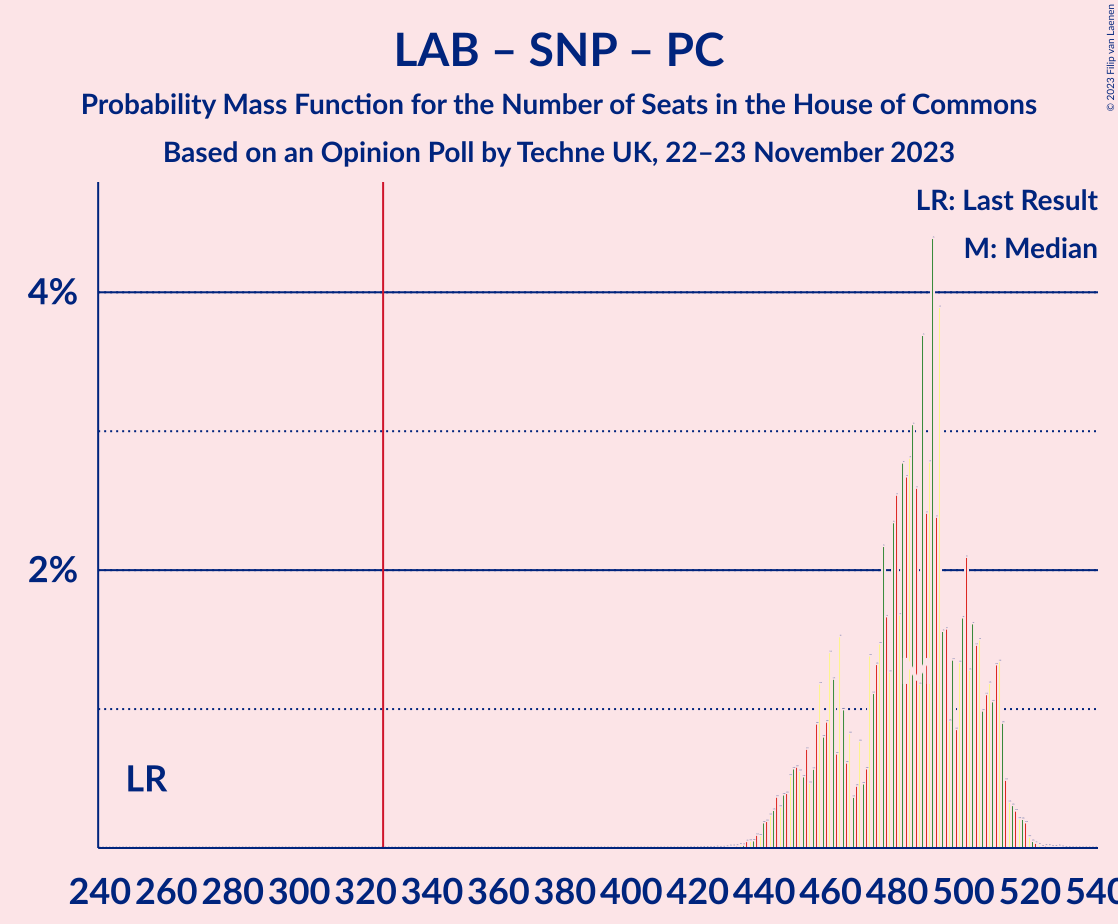 LAB – SNP – PC
Probability Mass Function for the Number of Seats in the House of Commons
Based on an Opinion Poll by Techne UK, 22–23 November 2023
© 2023 Filip van Laenen
LR: Last Result
M: Median
4%
2%
LR
240 260 280 300 320 340 360 380 400 420 440 460 480 500 520 540